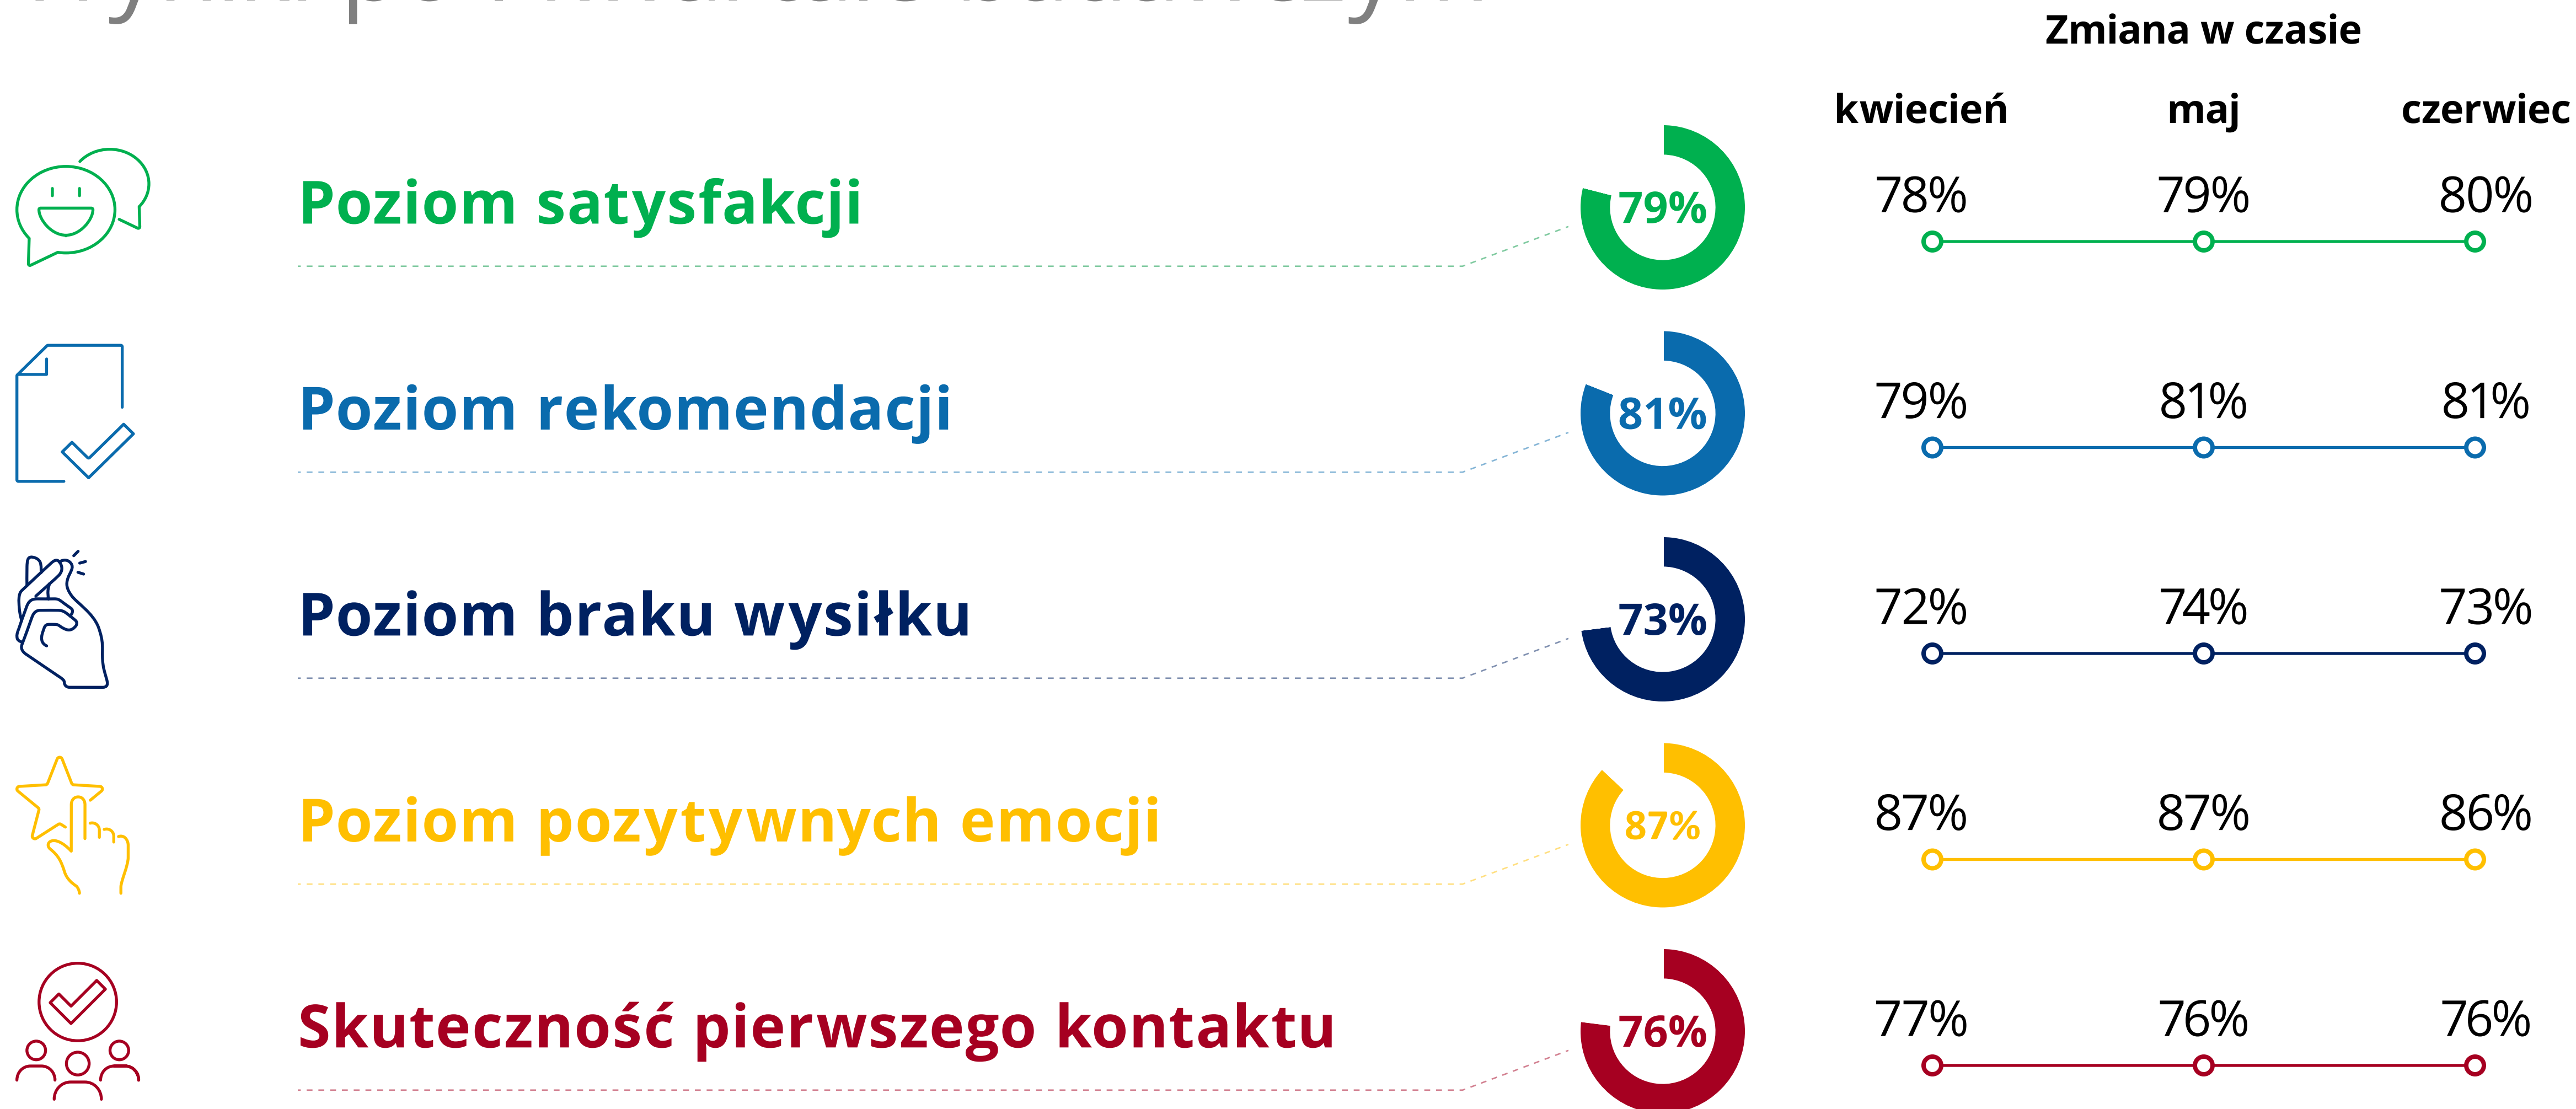 Zmiana w czasie
kwiecień maj czerwiec
Poziom satysfakcji 79% 78% 79% 80%
Poziom rekomendacji 81% 79% 81% 81%
Poziom braku wysiłku 73% 72% 74% 73%
Poziom pozytywnych emocji 87% 87% 87% 86%
Skuteczność pierwszego kontaktu 76% 77% 76% 76%